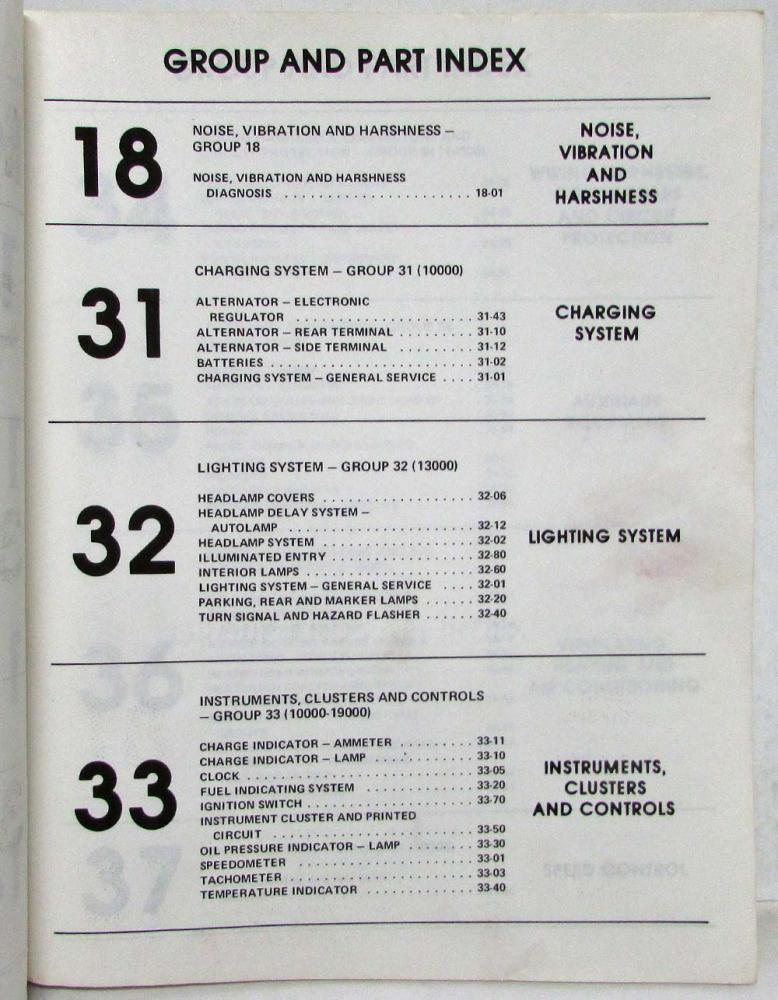 GROUP AND PART INDEX
18
NOISE, VIBRATION AND HARSHNESS –
GROUP 18
NOISE, VIBRATION AND HARSHNESS
DIAGNOSIS . . . . . . . . . . . . . . . . . . . . . . 18-01
NOISE,
VIBRATION
AND
HARSHNESS
31
CHARGING SYSTEM – GROUP 31 (10000)
ALTERNATOR – ELECTRONIC
REGULATOR . . . . . . . . . . . . . . . . . . . . . 31-43
ALTERNATOR – REAR TERMINAL . . . . . . . . . 31-10
ALTERNATOR – SIDE TERMINAL . . . . . . . . . 31-12
BATTERIES . . . . . . . . . . . . . . . . . . . . . . . . 31-02
CHARGING SYSTEM – GENERAL SERVICE . . . . 31-01
CHARGING
SYSTEM
32
LIGHTING SYSTEM – GROUP 32 (13000)
HEADLAMP COVERS . . . . . . . . . . . . . . . . . . 32-06
HEADLAMP DELAY SYSTEM –
AUTOLAMP . . . . . . . . . . . . . . . . . . . . . . 32-12
HEADLAMP SYSTEM . . . . . . . . . . . . . . . . . . 32-02
ILLUMINATED ENTRY . . . . . . . . . . . . . . . . . 32-80
INTERIOR LAMPS . . . . . . . . . . . . . . . . . . . . 32-60
LIGHTING SYSTEM – GENERAL SERVICE . . . . 32-01
PARKING, REAR AND MARKER LAMPS . . . . . . 32-20
TURN SIGNAL AND HAZARD FLASHER . . . . . . 32-40
LIGHTING SYSTEM
33
INSTRUMENTS, CLUSTERS AND CONTROLS
– GROUP 33 (10000-19000)
CHARGE INDICATOR – AMMETER . . . . . . . . . 33-11
CHARGE INDICATOR – LAMP . . . . . . . . . . . . 33-10
CLOCK . . . . . . . . . . . . . . . . . . . . . . . . . . . 33-05
FUEL INDICATING SYSTEM . . . . . . . . . . . . . 33-20
IGNITION SWITCH . . . . . . . . . . . . . . . . . . . . 33-70
INSTRUMENT CLUSTER AND PRINTED
CIRCUIT . . . . . . . . . . . . . . . . . . . . . . . . 33-50
OIL PRESSURE INDICATOR – LAMP . . . . . . . . 33-30
SPEEDOMETER . . . . . . . . . . . . . . . . . . . . . 33-01
TACHOMETER . . . . . . . . . . . . . . . . . . . . . . 33-03
TEMPERATURE INDICATOR . . . . . . . . . . . . . 33-40
INSTRUMENTS,
CLUSTERS
AND CONTROLS